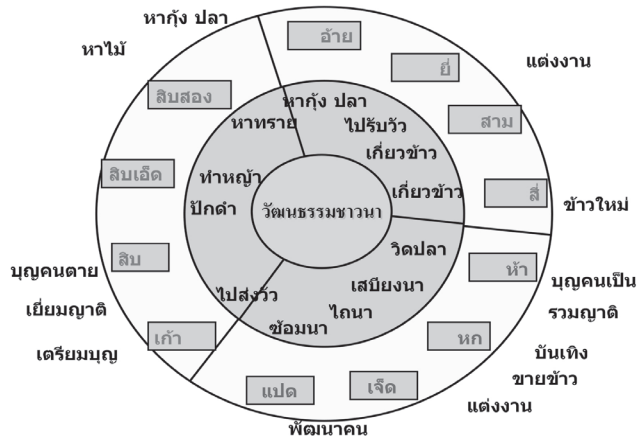 หากุ้ง ปลา
หาไม้
อ้าย
ยี่
แต่งงาน
สาม
สี่
ข้าวใหม่
ห้า
บุญคนเป็น
รวมญาติ
หก
บันเทิง
ขายข้าว
แต่งงาน
เจ็ด
แปด
พัฒนาคน
เก้า
สิบ
บุญคนตาย
เยี่ยมญาติ
เตรียมบุญ
สิบเอ็ด
สิบสอง
หากุ้ง ปลา
หาทราย
ไปรับวัว
เกี่ยวข้าว
ทำหญ้า
เกี่ยวข้าว
ปักดำ
วัฒนธรรมชาวนา
วิดปลา
เสบียงนา
ไปส่งวัว
ไถนา
ซ้อมนา